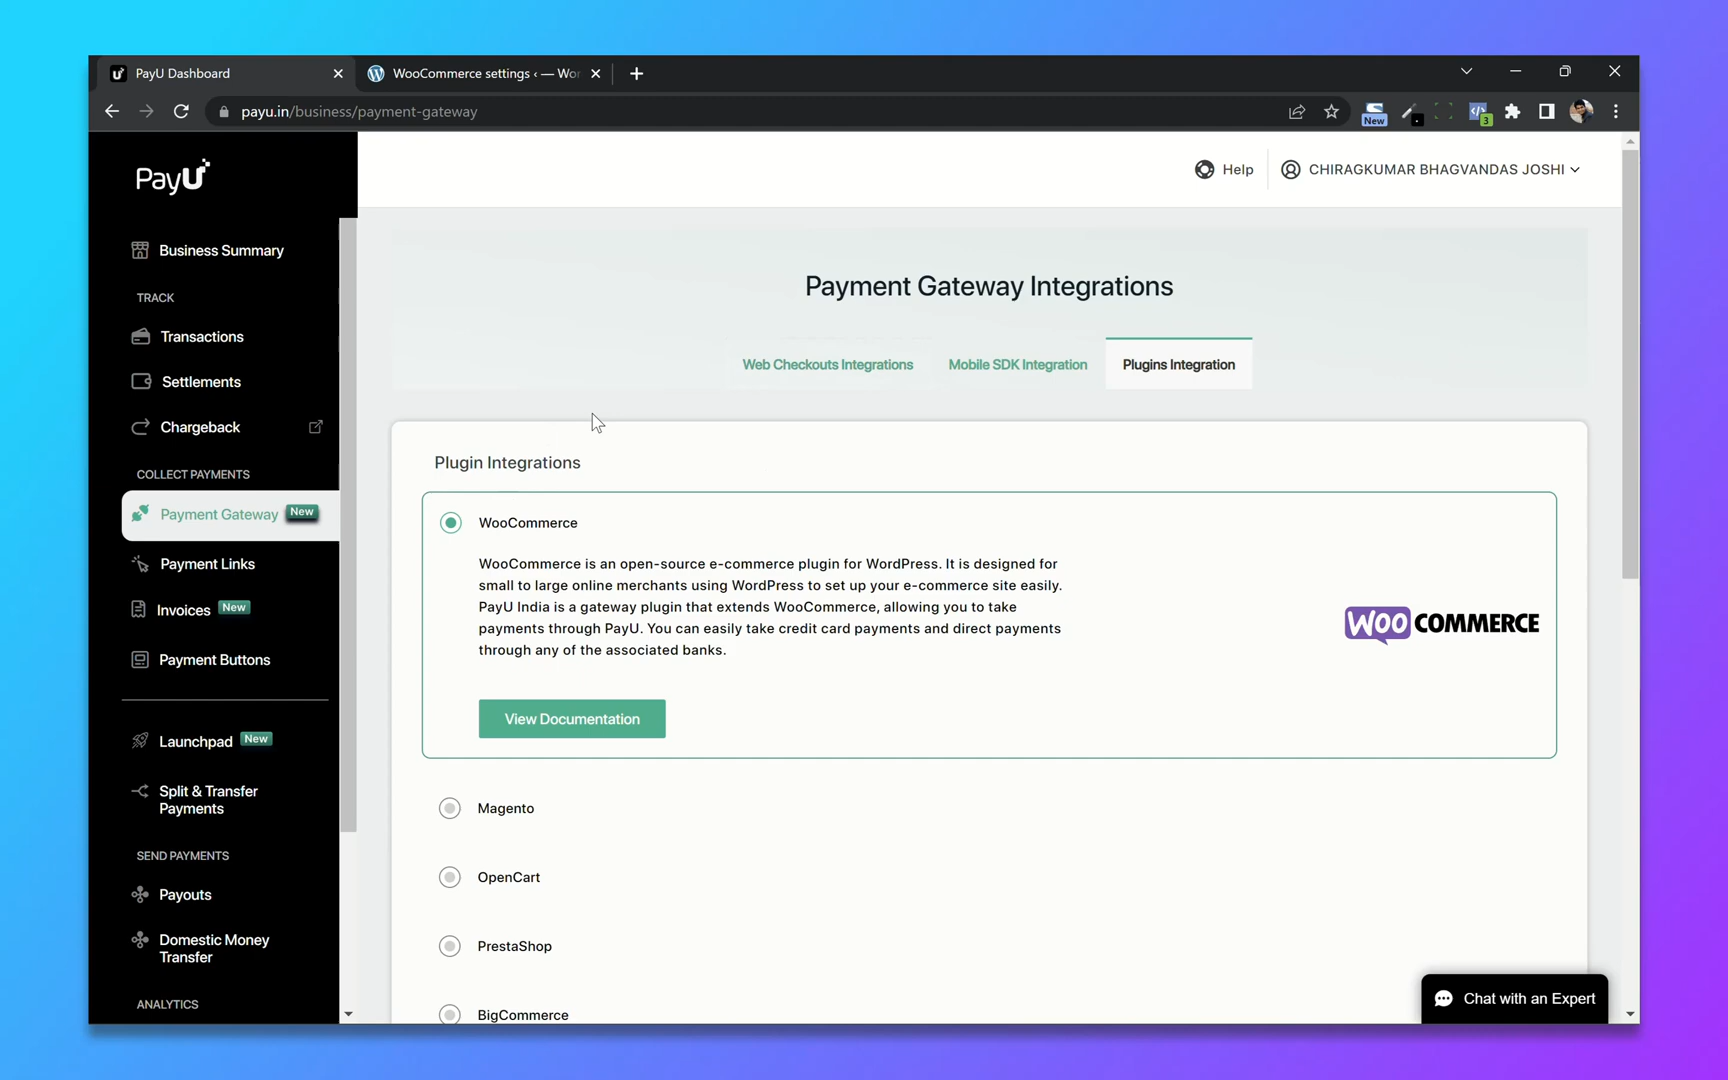 PayU Dashboard
WooCommerce settings ‹ — Wor
payu.in/business/payment-gateway
New
3
PayU
Help
CHIRAGKUMAR BHAGVANDAS JOSHI
Business Summary
TRACK
Transactions
Settlements
Chargeback
COLLECT PAYMENTS
Payment Gateway New
Payment Links
Invoices New
Payment Buttons
Launchpad New
Split & Transfer
Payments
SEND PAYMENTS
Payouts
Domestic Money
Transfer
ANALYTICS
Payment Gateway Integrations
Web Checkouts Integrations
Mobile SDK Integration
Plugins Integration
Plugin Integrations
WooCommerce
WooCommerce is an open-source e-commerce plugin for WordPress. It is designed for
small to large online merchants using WordPress to set up your e-commerce site easily.
PayU India is a gateway plugin that extends WooCommerce, allowing you to take
payments through PayU. You can easily take credit card payments and direct payments
through any of the associated banks.
WOO COMMERCE
View Documentation
Magento
OpenCart
PrestaShop
BigCommerce
Chat with an Expert